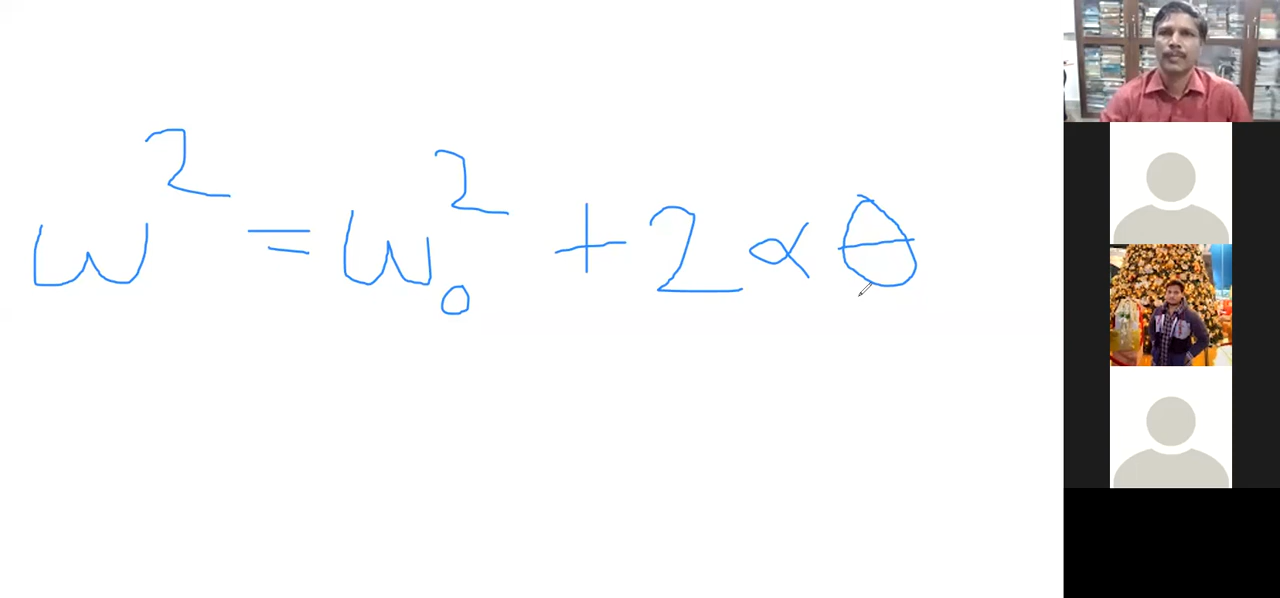 ω² = ω₀² + 2αθ